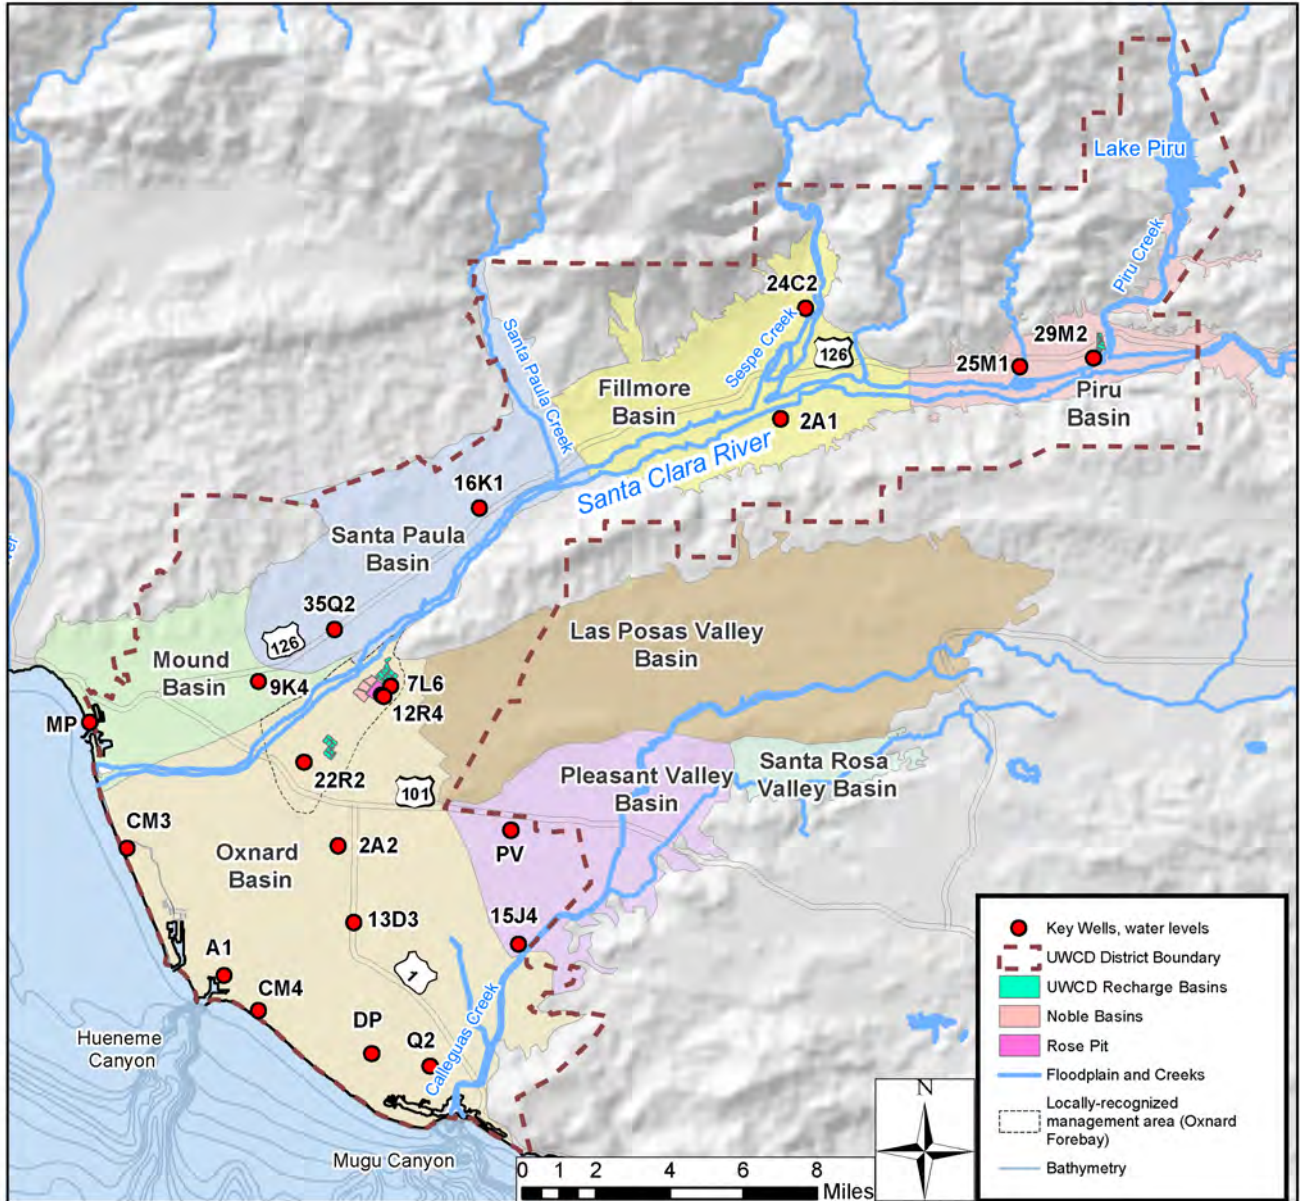 Lake Piru
Piru Creek
24C2
Sespe Creek
126
29M2
25M1
Santa Paula Creek
Fillmore
Basin
Piru
Basin
2A1
Santa Clara River
16K1
Santa Paula
Basin
35Q2
126
Las Posas Valley
Basin
Mound
Basin
9K4
7L6
12R4
MP
22R2
101
Pleasant Valley
Basin
Santa Rosa
Valley Basin
CM3
2A2
PV
Oxnard
Basin
13D3
15J4
A1
1
CM4
DP
Q2
Calleguas Creek
Hueneme
Canyon
Mugu Canyon
Key Wells, water levels
UWCD District Boundary
UWCD Recharge Basins
Noble Basins
Rose Pit
Floodplain and Creeks
Locally-recognized
management area (Oxnard
Forebay)
Bathymetry
N
0 1 2 4 6 8
Miles